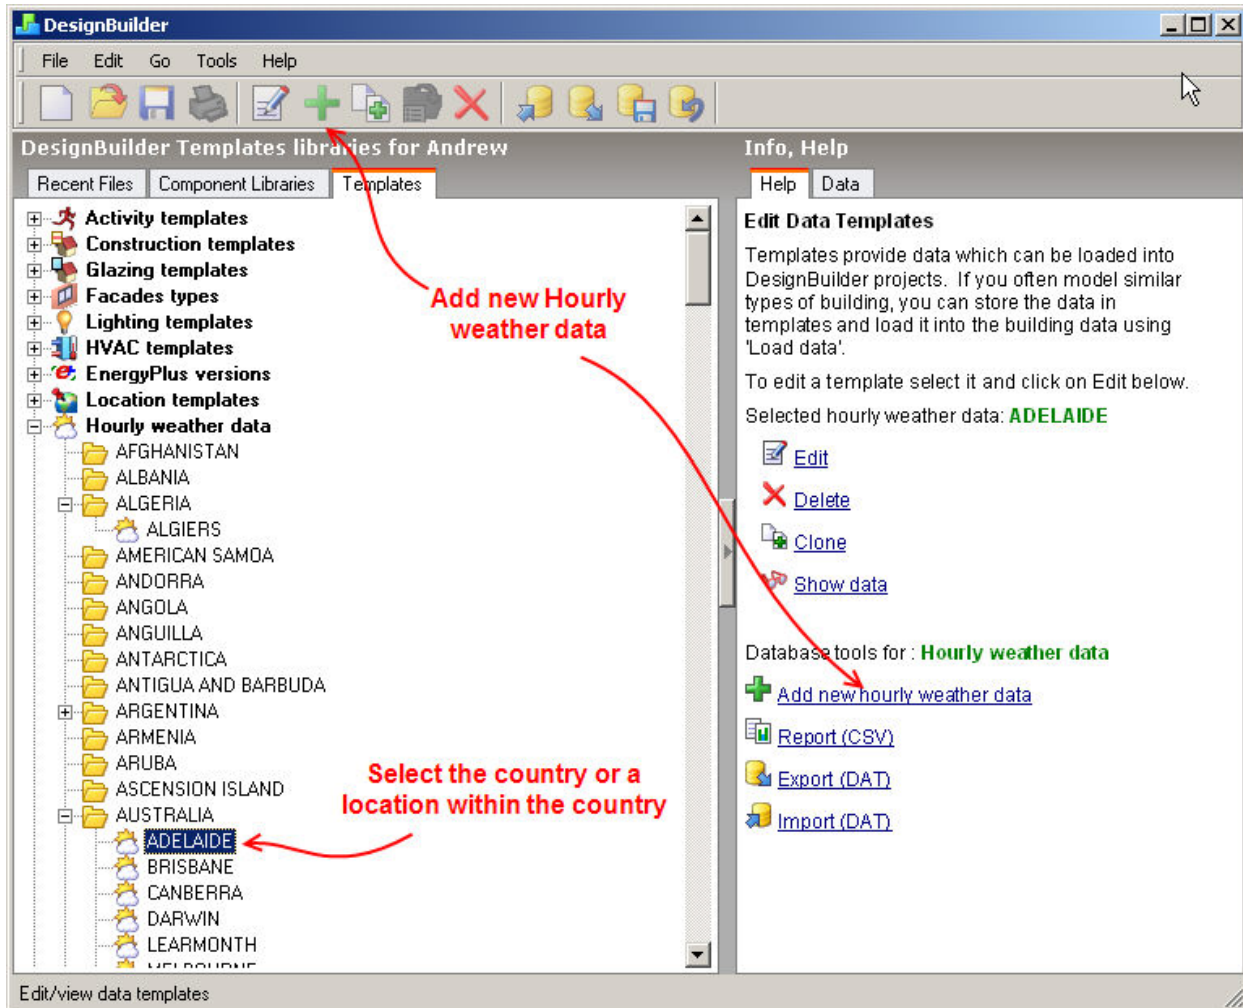 DesignBuilder
File Edit Go Tools Help
DesignBuilder Templates libraries for Andrew
Recent Files Component Libraries Templates
Activity templates
Construction templates
Glazing templates
Facades types
Lighting templates
HVAC templates
EnergyPlus versions
Location templates
Hourly weather data
AFGHANISTAN
ALBANIA
ALGERIA
ALGIERS
AMERICAN SAMOA
ANDORRA
ANGOLA
ANGUILLA
ANTARCTICA
ANTIGUA AND BARBUDA
ARGENTINA
ARMENIA
ARUBA
ASCENSION ISLAND
AUSTRALIA
ADELAIDE
BRISBANE
CANBERRA
DARWIN
LEARMONTH
MELBOURNE
Add new Hourly
weather data
Select the country or a
location within the country
Info, Help
Help Data
Edit Data Templates
Templates provide data which can be loaded into
DesignBuilder projects. If you often model similar
types of building, you can store the data in
templates and load it into the building data using
'Load data'.
To edit a template select it and click on Edit below.
Selected hourly weather data: ADELAIDE
Edit
Delete
Clone
Show data
Database tools for : Hourly weather data
Add new hourly weather data
Report (CSV)
Export (DAT)
Import (DAT)
Edit/view data templates